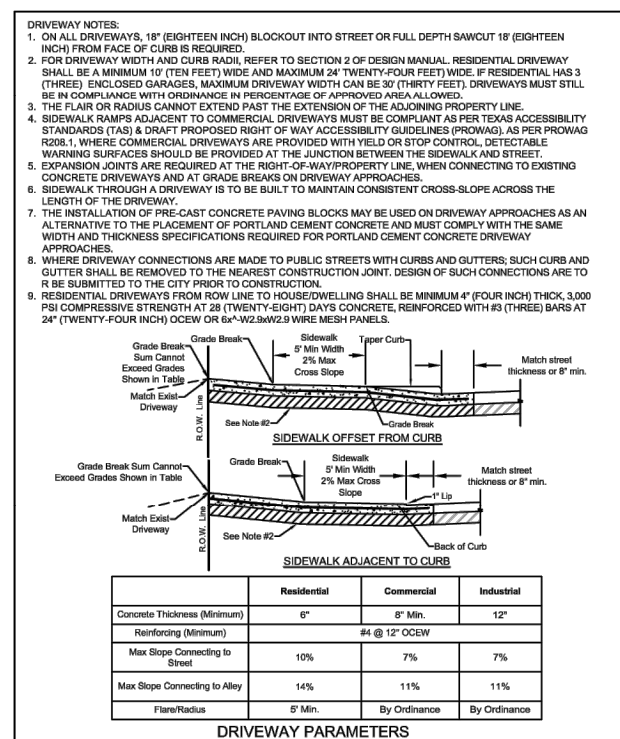 DRIVEWAY NOTES:
1. ON ALL DRIVEWAYS, 18" (EIGHTEEN INCH) BLOCKOUT INTO STREET OR FULL DEPTH SAWCUT 18' (EIGHTEEN
INCH) FROM FACE OF CURB IS REQUIRED.
2. FOR DRIVEWAY WIDTH AND CURB RADII, REFER TO SECTION 2 OF DESIGN MANUAL. RESIDENTIAL DRIVEWAY
SHALL BE A MINIMUM 10' (TEN FEET) WIDE AND MAXIMUM 24' TWENTY-FOUR FEET) WIDE. IF RESIDENTIAL HAS 3
(THREE) ENCLOSED GARAGES, MAXIMUM DRIVEWAY WIDTH CAN BE 30' (THIRTY FEET). DRIVEWAYS MUST STILL
BE IN COMPLIANCE WITH ORDINANCE IN PERCENTAGE OF APPROVED AREA ALLOWED.
3. THE FLAIR OR RADIUS CANNOT EXTEND PAST THE EXTENSION OF THE ADJOINING PROPERTY LINE.
4. SIDEWALK RAMPS ADJACENT TO COMMERCIAL DRIVEWAYS MUST BE COMPLIANT AS PER TEXAS ACCESSIBILITY
STANDARDS (TAS) & DRAFT PROPOSED RIGHT OF WAY ACCESSIBILITY GUIDELINES (PROWAG). AS PER PROWAG
R208.1, WHERE COMMERCIAL DRIVEWAYS ARE PROVIDED WITH YIELD OR STOP CONTROL, DETECTABLE
WARNING SURFACES SHOULD BE PROVIDED AT THE JUNCTION BETWEEN THE SIDEWALK AND STREET.
5. EXPANSION JOINTS ARE REQUIRED AT THE RIGHT-OF-WAY/PROPERTY LINE, WHEN CONNECTING TO EXISTING
CONCRETE DRIVEWAYS AND AT GRADE BREAKS ON DRIVEWAY APPROACHES.
6. SIDEWALK THROUGH A DRIVEWAY IS TO BE BUILT TO MAINTAIN CONSISTENT CROSS-SLOPE ACROSS THE
LENGTH OF THE DRIVEWAY.
7. THE INSTALLATION OF PRE-CAST CONCRETE PAVING BLOCKS MAY BE USED ON DRIVEWAY APPROACHES AS AN
ALTERNATIVE TO THE PLACEMENT OF PORTLAND CEMENT CONCRETE AND MUST COMPLY WITH THE SAME
WIDTH AND THICKNESS SPECIFICATIONS REQUIRED FOR PORTLAND CEMENT CONCRETE DRIVEWAY
APPROACHES.
8. WHERE DRIVEWAY CONNECTIONS ARE MADE TO PUBLIC STREETS WITH CURBS AND GUTTERS; SUCH CURB AND
GUTTER SHALL BE REMOVED TO THE NEAREST CONSTRUCTION JOINT. DESIGN OF SUCH CONNECTIONS ARE TO
R BE SUBMITTED TO THE CITY PRIOR TO CONSTRUCTION.
9. RESIDENTIAL DRIVEWAYS FROM ROW LINE TO HOUSE/DWELLING SHALL BE MINIMUM 4" (FOUR INCH) THICK, 3,000
PSI COMPRESSIVE STRENGTH AT 28 (TWENTY-EIGHT) DAYS CONCRETE, REINFORCED WITH #3 (THREE) BARS AT
24" (TWENTY-FOUR INCH) OCEW OR 6x^-W2.9xW2.9 WIRE MESH PANELS.
Grade Break
Sum Cannot
Exceed Grades
Shown in Table
Match Exist
Driveway
R.O.W. Line
Grade Break
Sidewalk
5' Min Width
2% Max
Cross Slope
Taper Curb
Match street
thickness or 8" min.
See Note #2
Grade Break
SIDEWALK OFFSET FROM CURB
Grade Break Sum Cannot
Exceed Grades Shown in Table
Match Exist
Driveway
R.O.W. Line
Grade Break
Sidewalk
5' Min Width
2% Max Cross
Slope
Match street
thickness or 8" min.
1" Lip
See Note #2
Back of Curb
SIDEWALK ADJACENT TO CURB
Residential Commercial Industrial
Concrete Thickness (Minimum) 6" 8" Min. 12"
Reinforcing (Minimum) #4 @ 12" OCEW
Max Slope Connecting to
Street 10% 7% 7%
Max Slope Connecting to Alley 14% 11% 11%
Flare/Radius 5' Min. By Ordinance By Ordinance
DRIVEWAY PARAMETERS